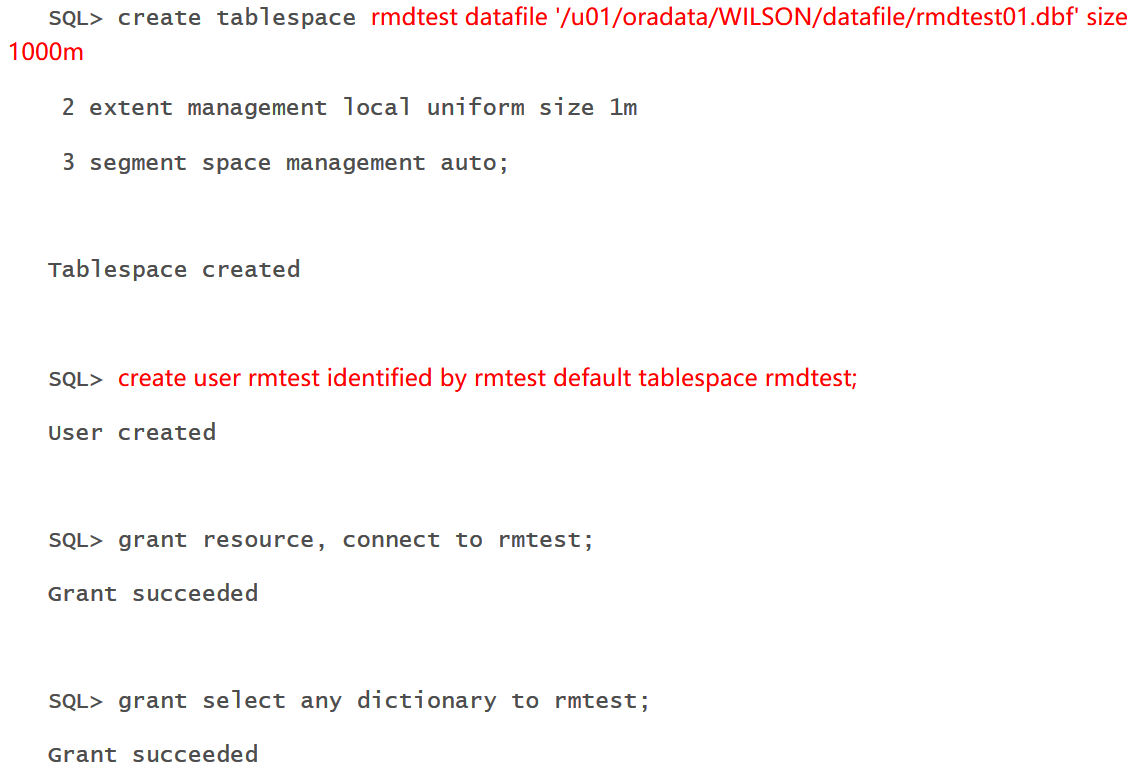 SQL> create tablespace rmdtest datafile '/u01/oradata/WILSON/datafile/rmdtest01.dbf' size
1000m
2 extent management local uniform size 1m
3 segment space management auto;
Tablespace created
SQL> create user rmtest identified by rmtest default tablespace rmdtest;
User created
SQL> grant resource, connect to rmtest;
Grant succeeded
SQL> grant select any dictionary to rmtest;
Grant succeeded